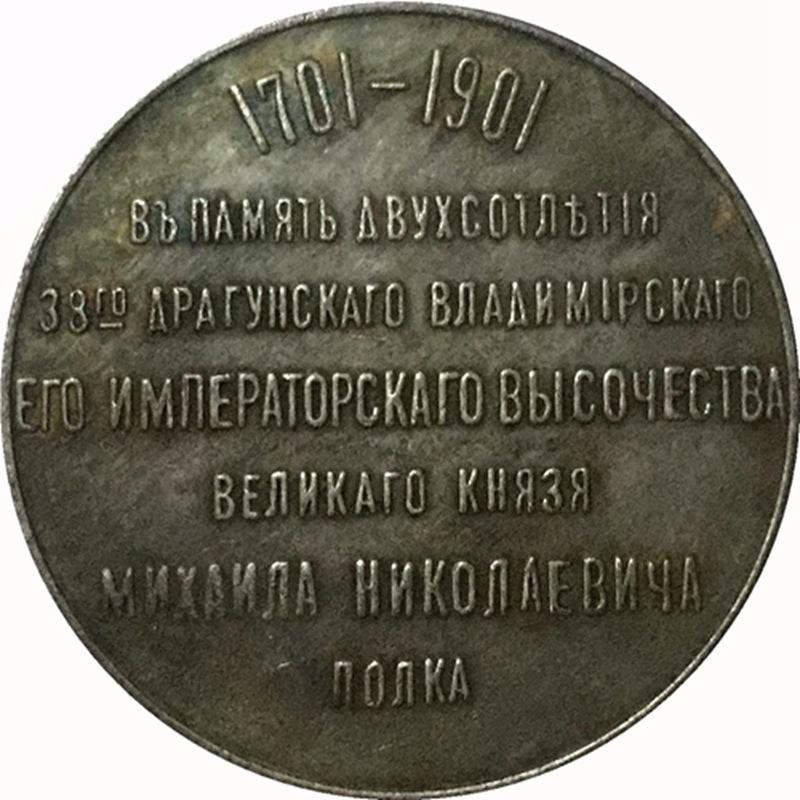 1701-1901
ВЪ ПАМЯТЬ ДВУХСОТЛѢТІЯ
38ГО ДРАГУНСКАГО ВЛАДИМІРСКАГО
ЕГО ИМПЕРАТОРСКАГО ВЫСОЧЕСТВА
ВЕЛИКАГО КНЯЗЯ
МИХАИЛА НИКОЛАЕВИЧА
ПОЛКА